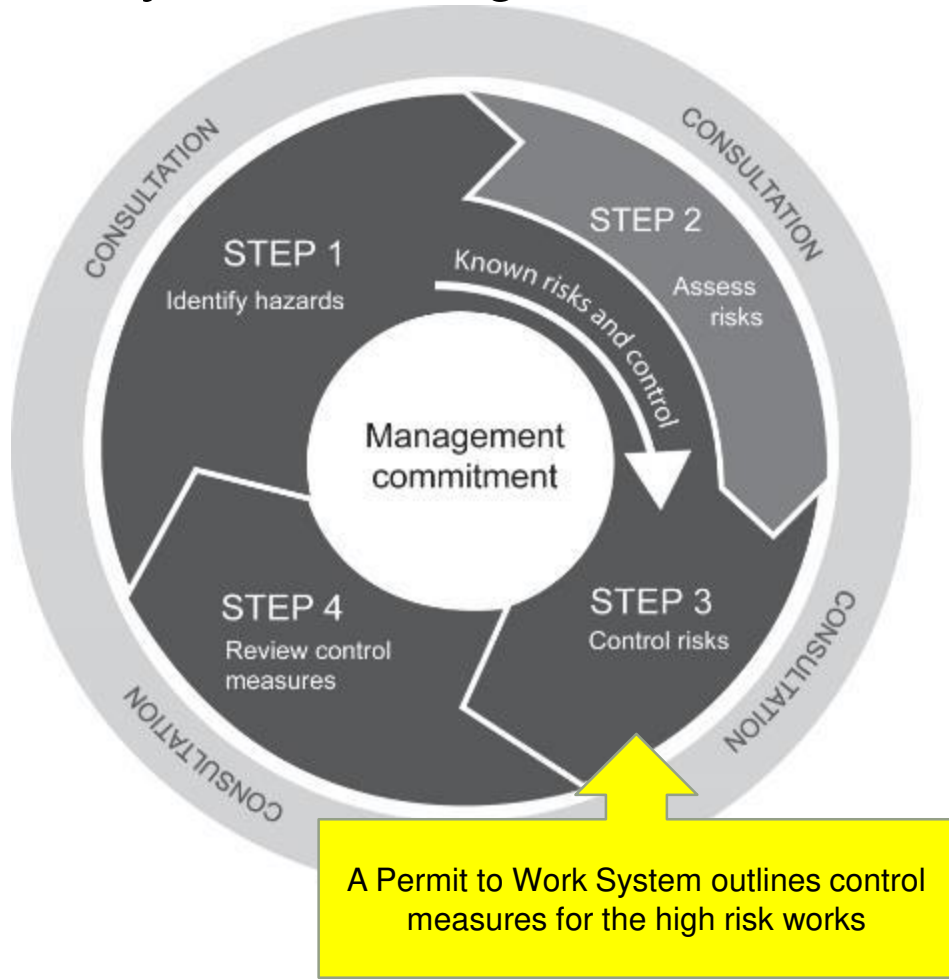 CONSULTATION
CONSULTATION
STEP 1
Identify hazards
STEP 2
Assess
risks
Known risks and control
Management
commitment
STEP 4
Review control
measures
STEP 3
Control risks
CONSULTATION
CONSULTATION
A Permit to Work System outlines control
measures for the high risk works